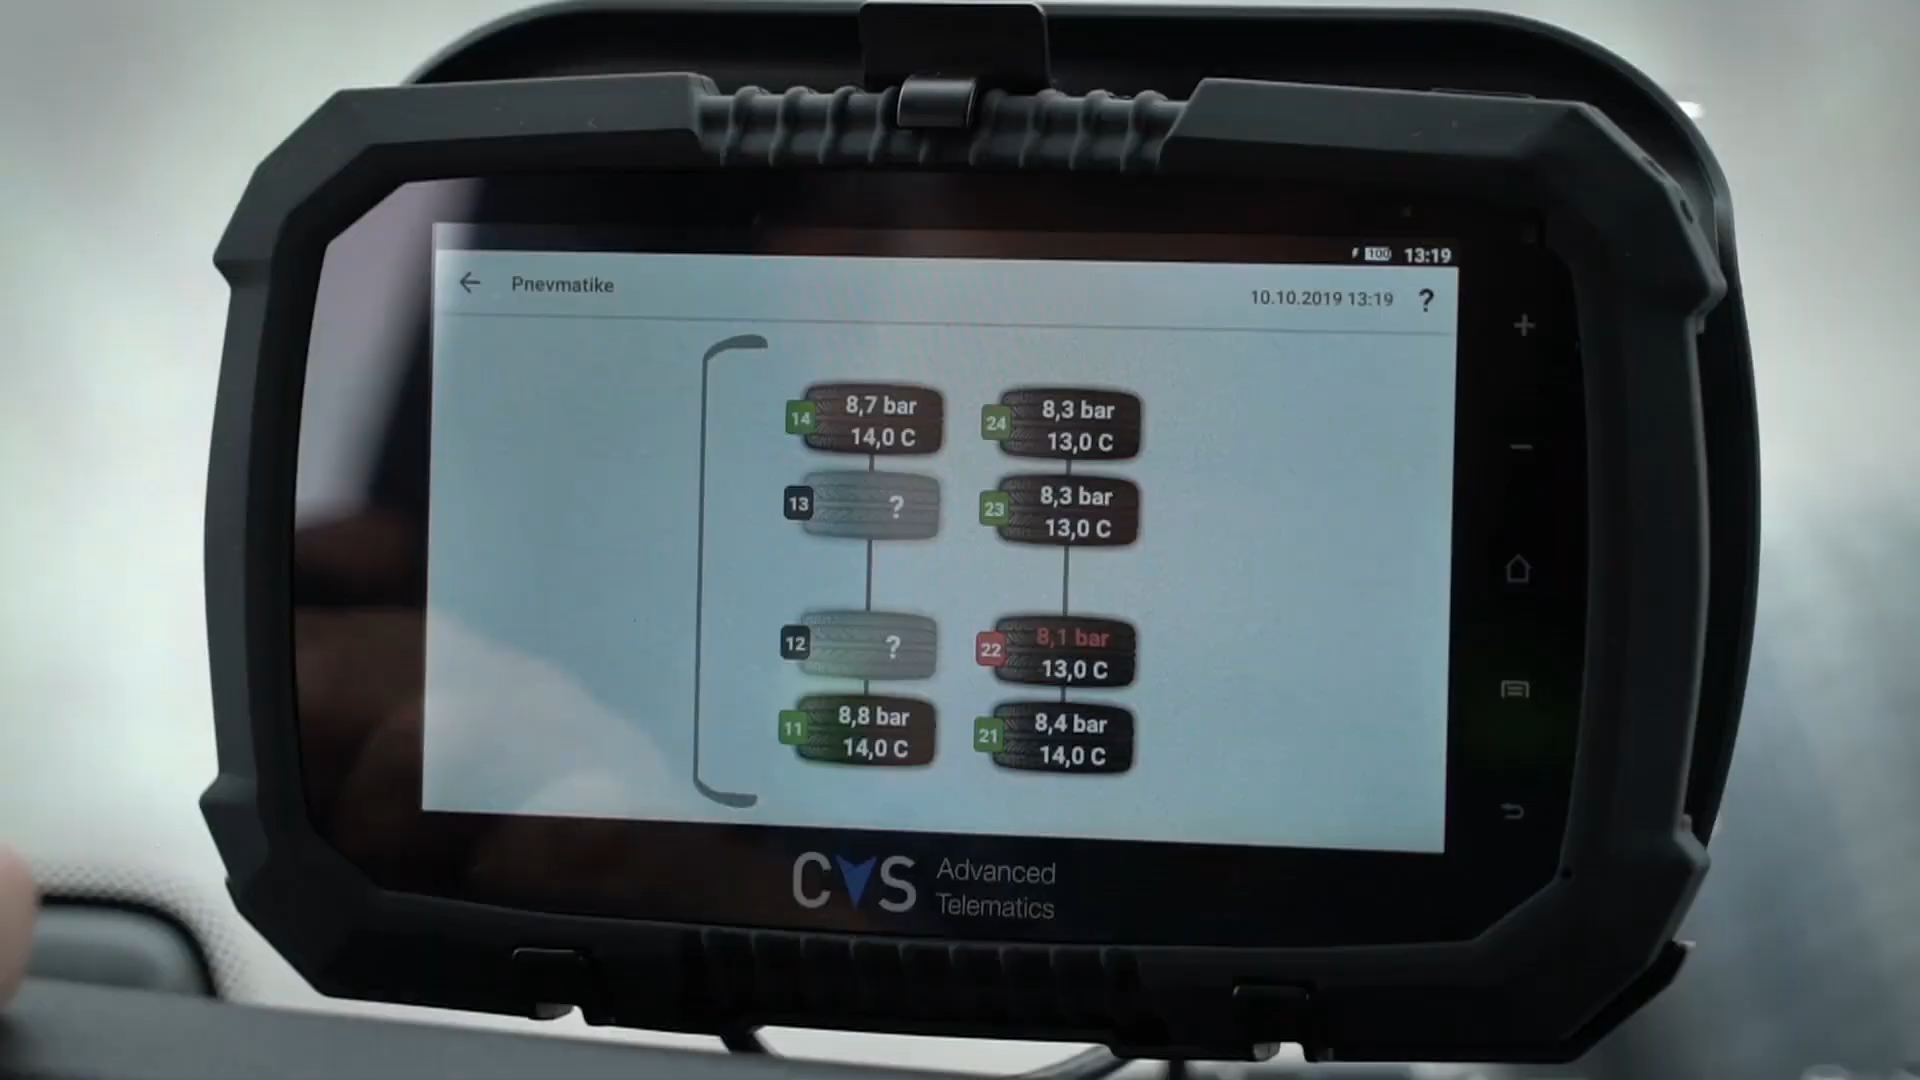 100 13:19
Pnevmatike
10.10.2019 13:19 ?
14 8,7 bar
14,0 C
24 8,3 bar
13,0 C
13 ?
23 8,3 bar
13,0 C
12 ?
22 8,1 bar
13,0 C
11 8,8 bar
14,0 C
21 8,4 bar
14,0 C
CVS Advanced
Telematics